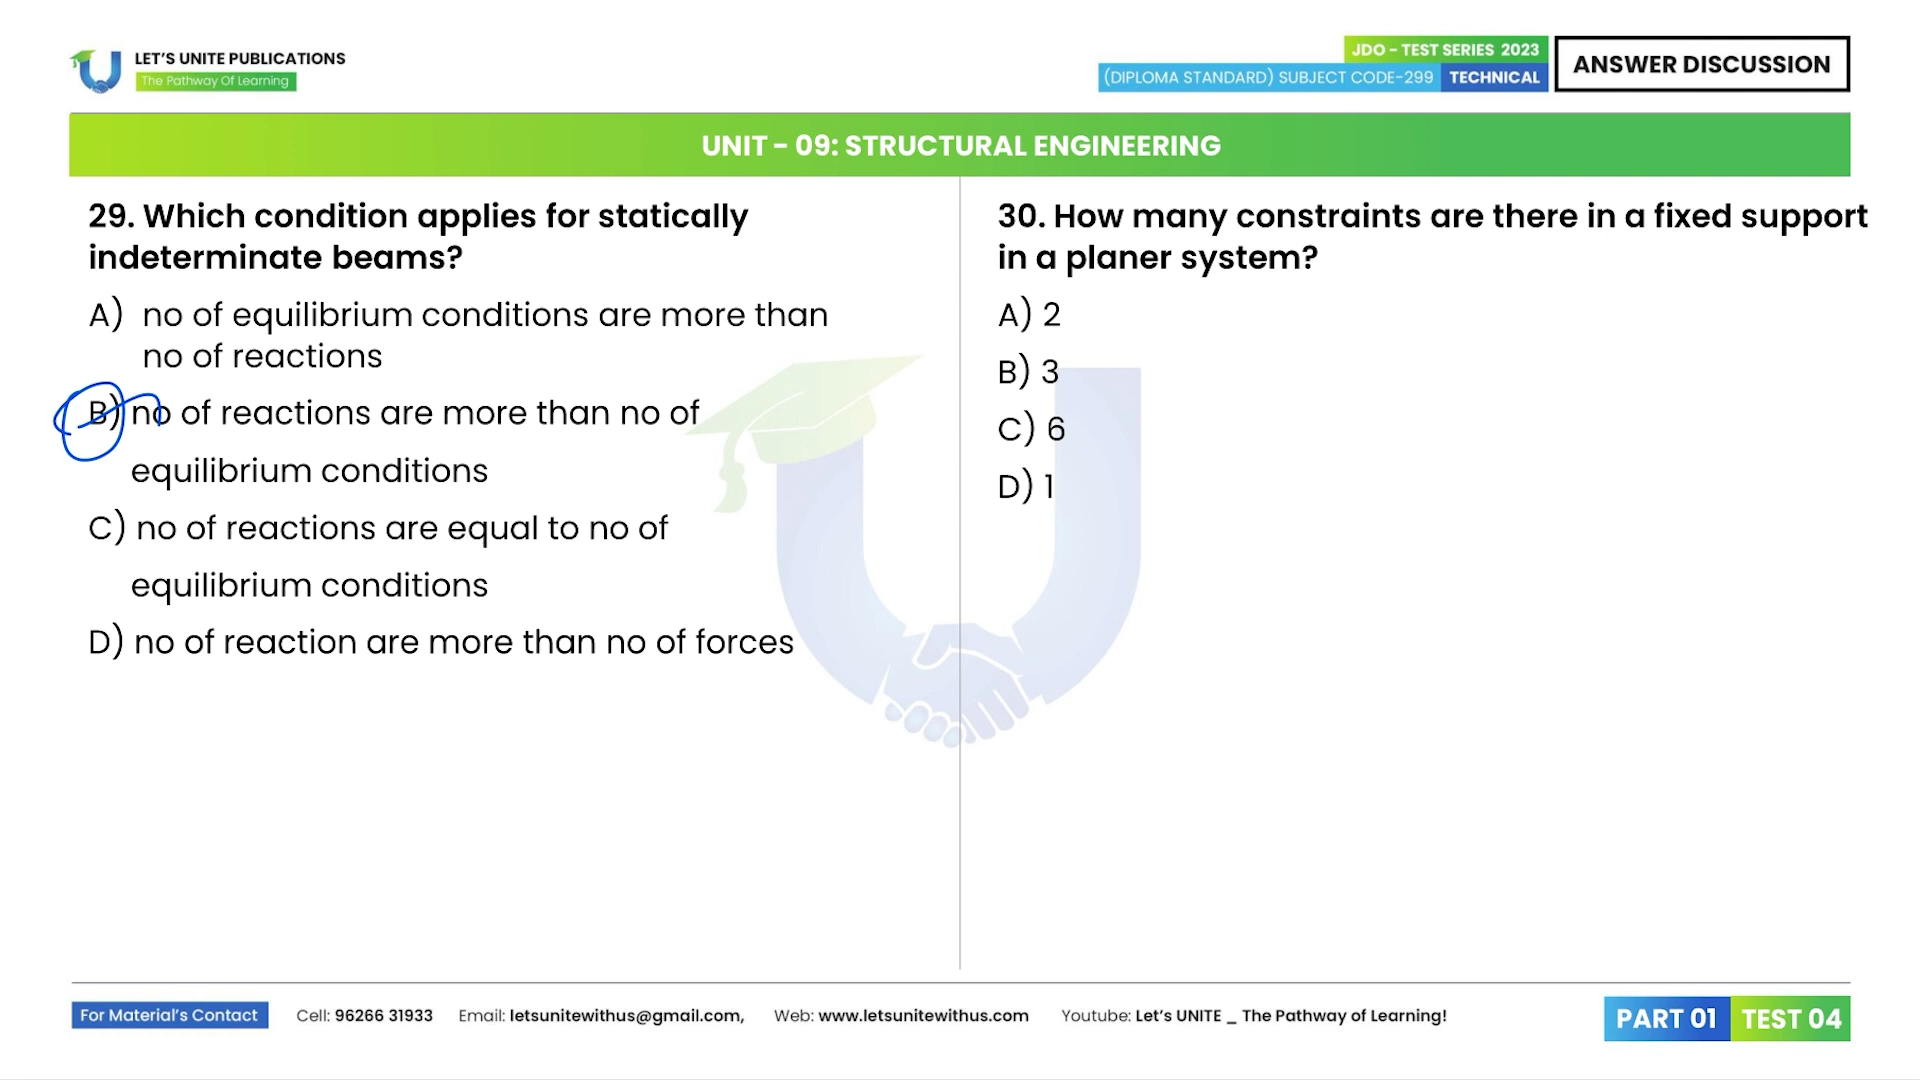 LET'S UNITE PUBLICATIONS
The Pathway Of Learning
JDO - TEST SERIES 2023
(DIPLOMA STANDARD) SUBJECT CODE-299 TECHNICAL
ANSWER DISCUSSION
UNIT - 09: STRUCTURAL ENGINEERING
29. Which condition applies for statically
indeterminate beams?
A) no of equilibrium conditions are more than
no of reactions
B) no of reactions are more than no of
equilibrium conditions
C) no of reactions are equal to no of
equilibrium conditions
D) no of reaction are more than no of forces
30. How many constraints are there in a fixed support
in a planer system?
A) 2
B) 3
C) 6
D) 1
For Material's Contact Cell: 96266 31933 Email: letsunitewithus@gmail.com, Web: www.letsunitewithus.com Youtube: Let's UNITE _ The Pathway of Learning!
PART 01 TEST 04